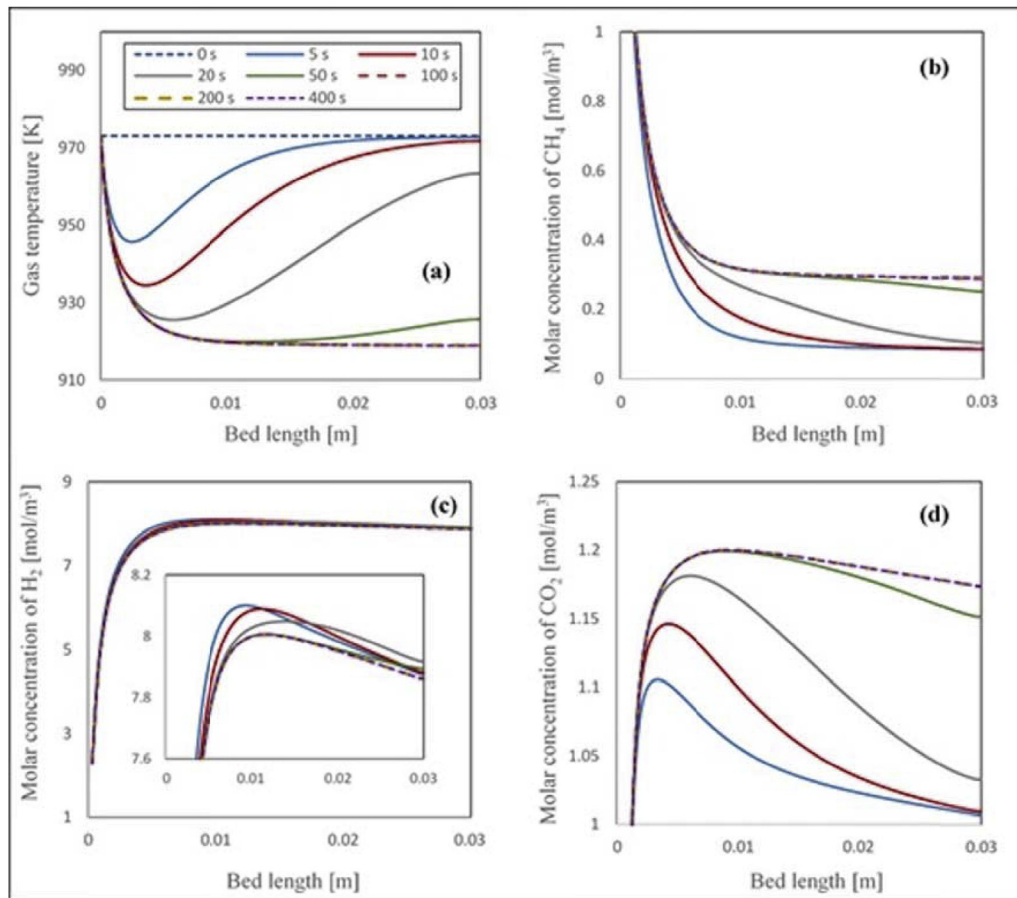 0 s 5 s 10 s
20 s 50 s 100 s
200 s 400 s
Gas temperature [K]
990
970
950
930
910
0 0.01 0.02 0.03
Bed length [m]
(a)
Molar concentration of CH4 [mol/m³]
1
0.8
0.6
0.4
0.2
0
0 0.01 0.02 0.03
Bed length [m]
(b)
Molar concentration of H2 [mol/m³]
9
7
5
3
1
0 0.01 0.02 0.03
Bed length [m]
(c)
8.2
8
7.8
7.6
0 0.01 0.02 0.03
Molar concentration of CO2 [mol/m³]
1.25
1.2
1.15
1.1
1.05
1
0 0.01 0.02 0.03
Bed length [m]
(d)